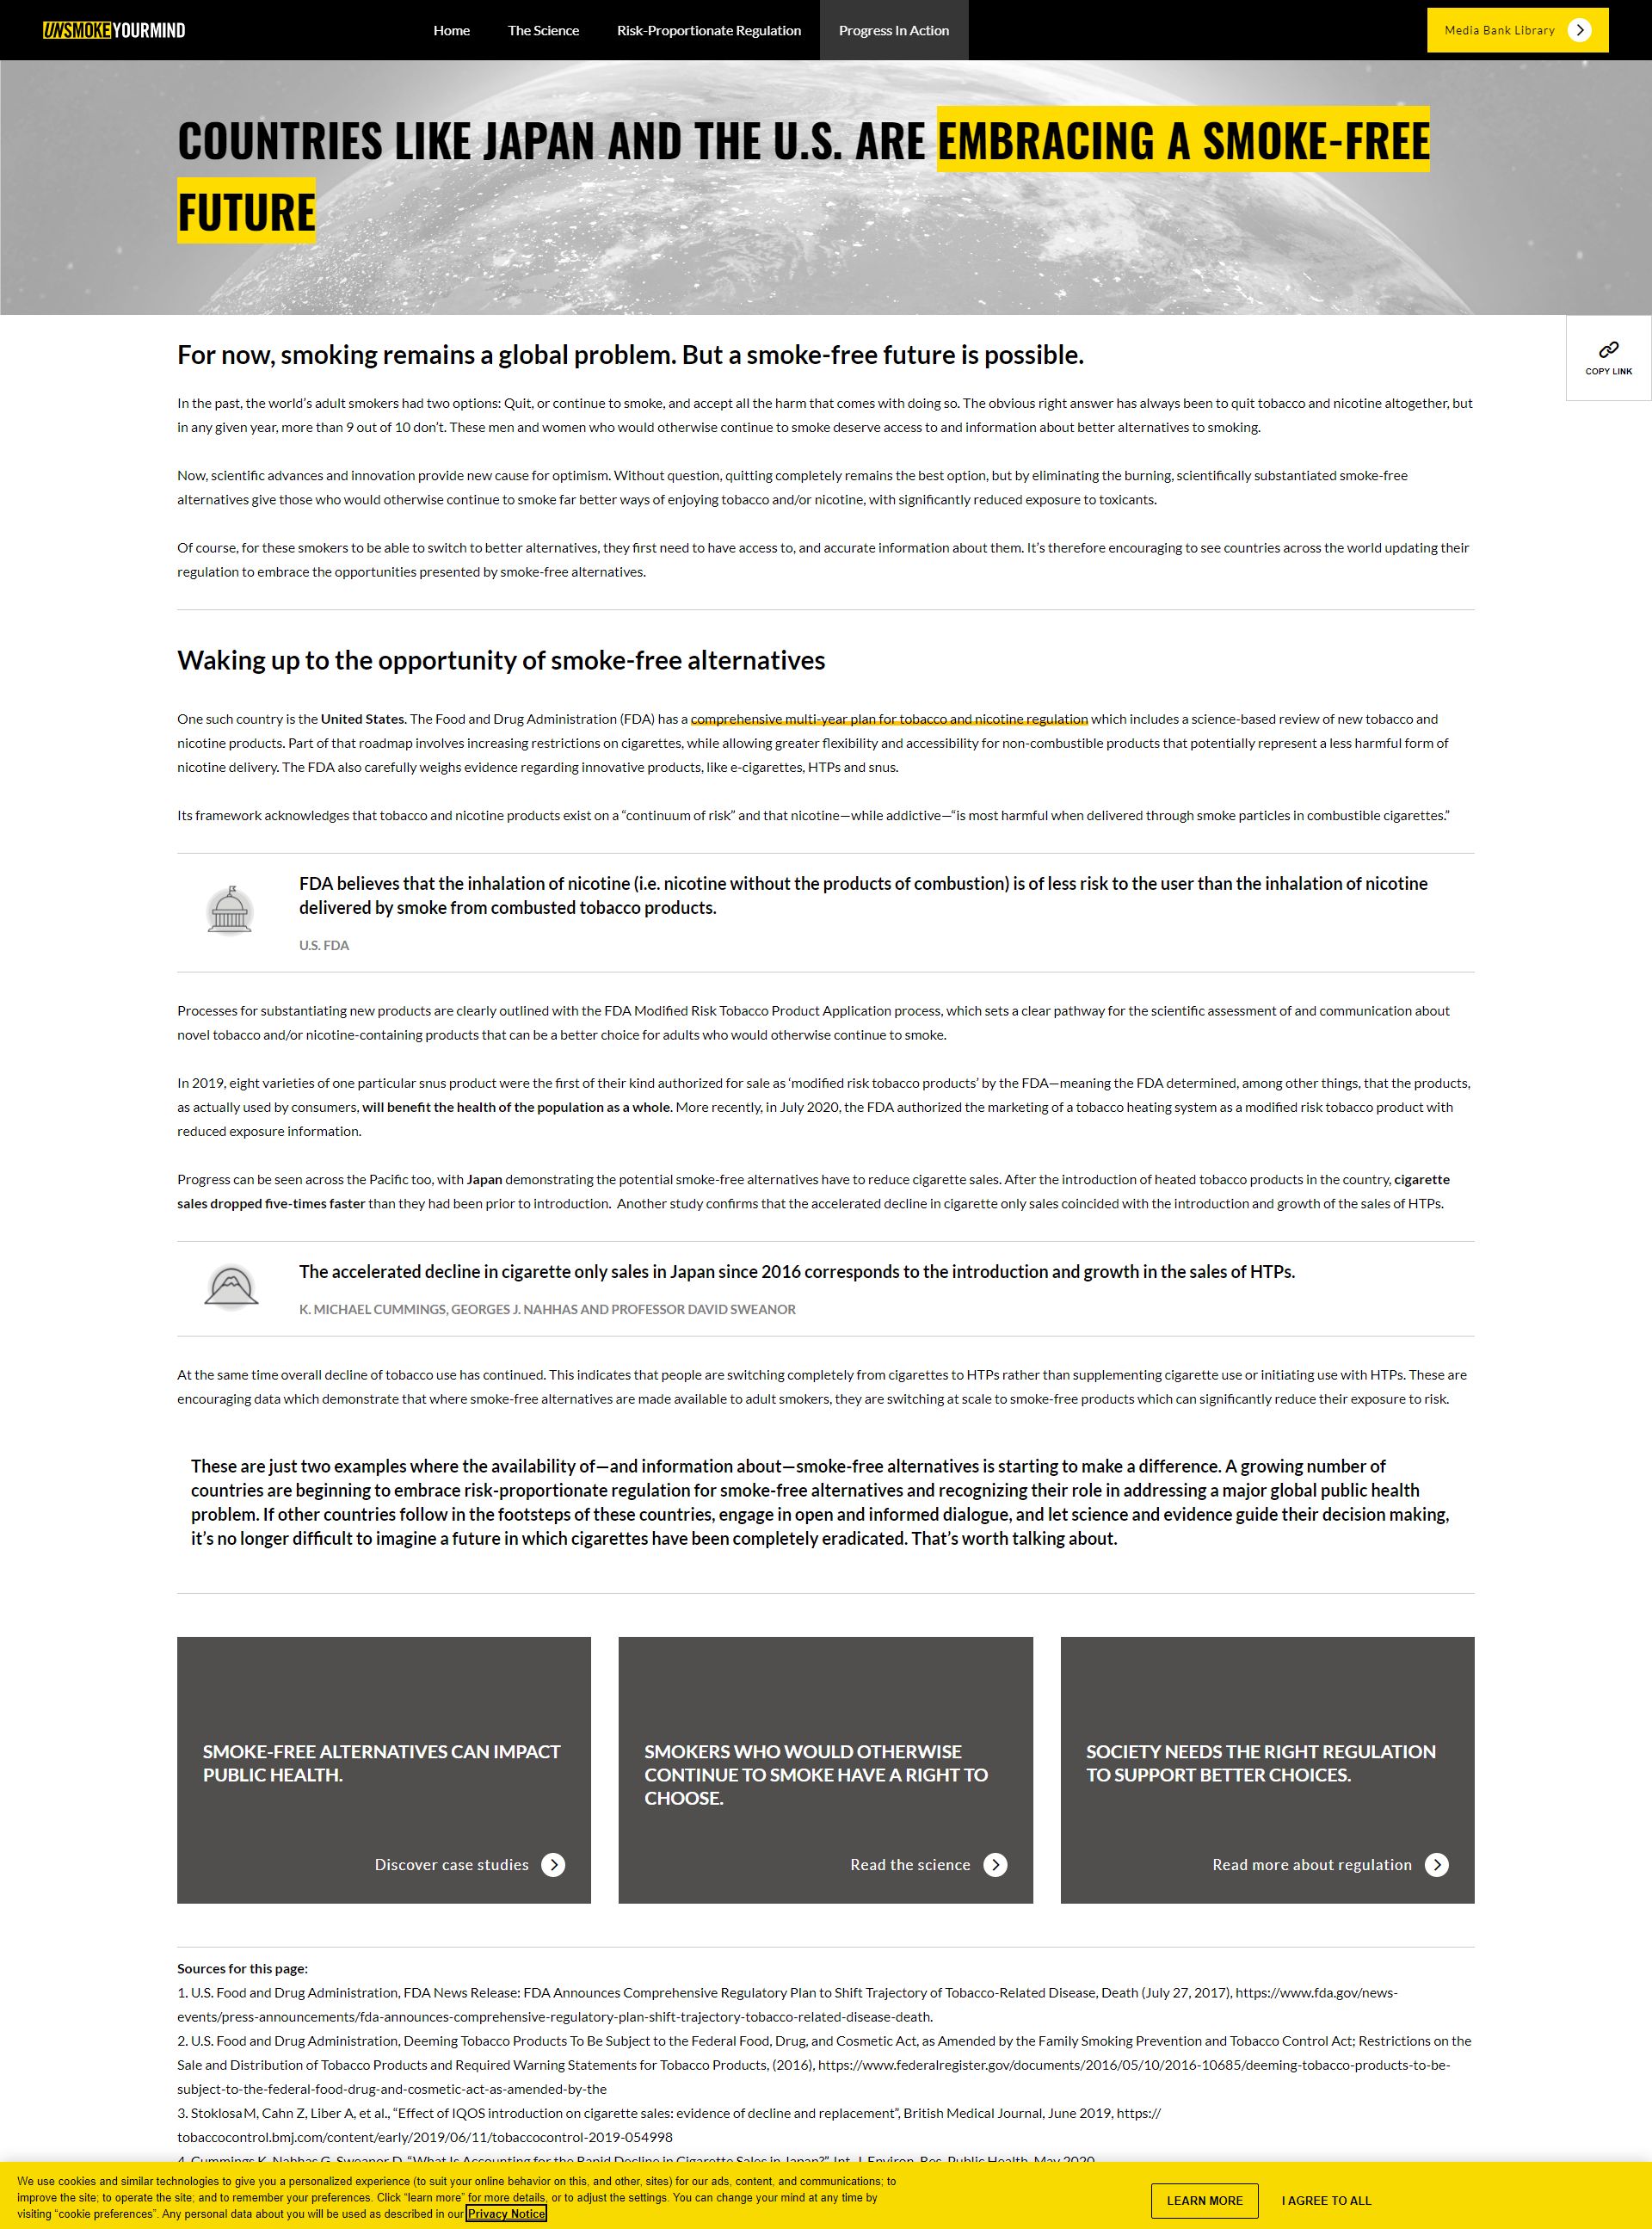 UNSMOKEYOURMIND
Home
The Science
Risk-Proportionate Regulation
Progress In Action
Media Bank Library
COUNTRIES LIKE JAPAN AND THE U.S. ARE EMBRACING A SMOKE-FREE
FUTURE
COPY LINK
For now, smoking remains a global problem. But a smoke-free future is possible.
In the past, the world’s adult smokers had two options: Quit, or continue to smoke, and accept all the harm that comes with doing so. The obvious right answer has always been to quit tobacco and nicotine altogether, but
in any given year, more than 9 out of 10 don’t. These men and women who would otherwise continue to smoke deserve access to and information about better alternatives to smoking.
Now, scientific advances and innovation provide new cause for optimism. Without question, quitting completely remains the best option, but by eliminating the burning, scientifically substantiated smoke-free
alternatives give those who would otherwise continue to smoke far better ways of enjoying tobacco and/or nicotine, with significantly reduced exposure to toxicants.
Of course, for these smokers to be able to switch to better alternatives, they first need to have access to, and accurate information about them. It’s therefore encouraging to see countries across the world updating their
regulation to embrace the opportunities presented by smoke-free alternatives.
Waking up to the opportunity of smoke-free alternatives
One such country is the United States. The Food and Drug Administration (FDA) has a comprehensive multi-year plan for tobacco and nicotine regulation which includes a science-based review of new tobacco and
nicotine products. Part of that roadmap involves increasing restrictions on cigarettes, while allowing greater flexibility and accessibility for non-combustible products that potentially represent a less harmful form of
nicotine delivery. The FDA also carefully weighs evidence regarding innovative products, like e-cigarettes, HTPs and snus.
Its framework acknowledges that tobacco and nicotine products exist on a “continuum of risk” and that nicotine—while addictive—“is most harmful when delivered through smoke particles in combustible cigarettes.”
FDA believes that the inhalation of nicotine (i.e. nicotine without the products of combustion) is of less risk to the user than the inhalation of nicotine
delivered by smoke from combusted tobacco products.
U.S. FDA
Processes for substantiating new products are clearly outlined with the FDA Modified Risk Tobacco Product Application process, which sets a clear pathway for the scientific assessment of and communication about
novel tobacco and/or nicotine-containing products that can be a better choice for adults who would otherwise continue to smoke.
In 2019, eight varieties of one particular snus product were the first of their kind authorized for sale as ‘modified risk tobacco products’ by the FDA—meaning the FDA determined, among other things, that the products,
as actually used by consumers, will benefit the health of the population as a whole. More recently, in July 2020, the FDA authorized the marketing of a tobacco heating system as a modified risk tobacco product with
reduced exposure information.
Progress can be seen across the Pacific too, with Japan demonstrating the potential smoke-free alternatives have to reduce cigarette sales. After the introduction of heated tobacco products in the country, cigarette
sales dropped five-times faster than they had been prior to introduction. Another study confirms that the accelerated decline in cigarette only sales coincided with the introduction and growth of the sales of HTPs.
The accelerated decline in cigarette only sales in Japan since 2016 corresponds to the introduction and growth in the sales of HTPs.
K. MICHAEL CUMMINGS, GEORGES J. NAHHAS AND PROFESSOR DAVID SWEANOR
At the same time overall decline of tobacco use has continued. This indicates that people are switching completely from cigarettes to HTPs rather than supplementing cigarette use or initiating use with HTPs. These are
encouraging data which demonstrate that where smoke-free alternatives are made available to adult smokers, they are switching at scale to smoke-free products which can significantly reduce their exposure to risk.
These are just two examples where the availability of—and information about—smoke-free alternatives is starting to make a difference. A growing number of
countries are beginning to embrace risk-proportionate regulation for smoke-free alternatives and recognizing their role in addressing a major global public health
problem. If other countries follow in the footsteps of these countries, engage in open and informed dialogue, and let science and evidence guide their decision making,
it’s no longer difficult to imagine a future in which cigarettes have been completely eradicated. That’s worth talking about.
SMOKE-FREE ALTERNATIVES CAN IMPACT
PUBLIC HEALTH.
Discover case studies
SMOKERS WHO WOULD OTHERWISE
CONTINUE TO SMOKE HAVE A RIGHT TO
CHOOSE.
Read the science
SOCIETY NEEDS THE RIGHT REGULATION
TO SUPPORT BETTER CHOICES.
Read more about regulation
Sources for this page:
1. U.S. Food and Drug Administration, FDA News Release: FDA Announces Comprehensive Regulatory Plan to Shift Trajectory of Tobacco-Related Disease, Death (July 27, 2017), https://www.fda.gov/news-
events/press-announcements/fda-announces-comprehensive-regulatory-plan-shift-trajectory-tobacco-related-disease-death.
2. U.S. Food and Drug Administration, Deeming Tobacco Products To Be Subject to the Federal Food, Drug, and Cosmetic Act, as Amended by the Family Smoking Prevention and Tobacco Control Act; Restrictions on the
Sale and Distribution of Tobacco Products and Required Warning Statements for Tobacco Products, (2016), https://www.federalregister.gov/documents/2016/05/10/2016-10685/deeming-tobacco-products-to-be-
subject-to-the-federal-food-drug-and-cosmetic-act-as-amended-by-the
3. Stoklosa M, Cahn Z, Liber A, et al., “Effect of IQOS introduction on cigarette sales: evidence of decline and replacement”, British Medical Journal, June 2019, https://
tobaccocontrol.bmj.com/content/early/2019/06/11/tobaccocontrol-2019-054998
4. Cummings K, Nahhas G, Sweanor D, “What Is Accounting for the Rapid Decline in Cigarette Sales in Japan?”, Int. J. Environ. Res. Public Health, May 2020
We use cookies and similar technologies to give you a personalized experience (to suit your online behavior on this, and other, sites) for our ads, content, and communications; to
improve the site; to operate the site; and to remember your preferences. Click “learn more” for more details, or to adjust the settings. You can change your mind at any time by
visiting “cookie preferences”. Any personal data about you will be used as described in our Privacy Notice
LEARN MORE
I AGREE TO ALL